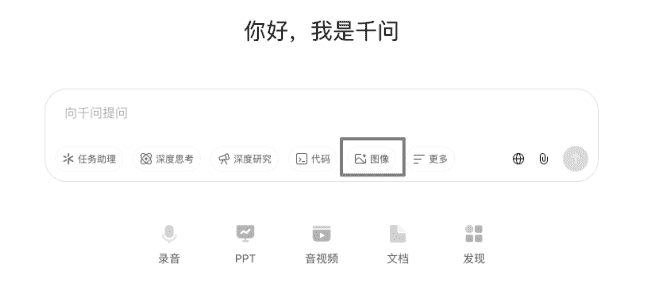 你好，我是千问
向千问提问
任务助理 深度思考 深度研究 代码 图像 更多
录音 PPT 音视频 文档 发现